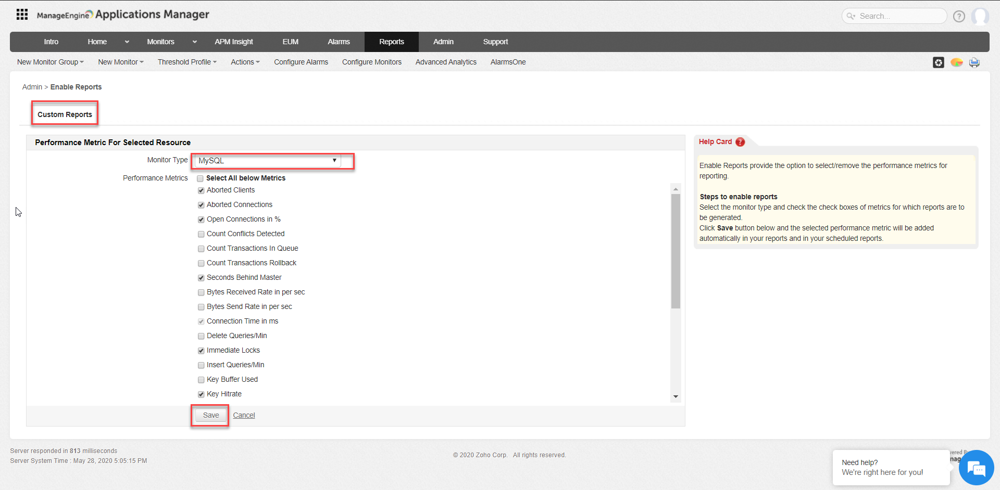 ManageEngine Applications Manager
Search...
?
Intro Home Monitors APM Insight EUM Alarms Reports Admin Support
New Monitor Group New Monitor Threshold Profile Actions Configure Alarms Configure Monitors Advanced Analytics AlarmsOne
Admin > Enable Reports
Custom Reports
Performance Metric For Selected Resource
Monitor Type MySQL
Performance Metrics Select All below Metrics
Aborted Clients
Aborted Connections
Open Connections in %
Count Conflicts Detected
Count Transactions In Queue
Count Transactions Rollback
Seconds Behind Master
Bytes Received Rate in per sec
Bytes Send Rate in per sec
Connection Time in ms
Delete Queries/Min
Immediate Locks
Insert Queries/Min
Key Buffer Used
Key Hitrate
Save Cancel
Help Card ?
Enable Reports provide the option to select/remove the performance metrics for
reporting.
Steps to enable reports
Select the monitor type and check the check boxes of metrics for which reports are to
be generated.
Click Save button below and the selected performance metric will be added
automatically in your reports and in your scheduled reports.
Server responded in 813 milliseconds
Server System Time : May 28, 2020 5:05:15 PM
© 2020 Zoho Corp. All rights reserved.
Need help?
We're right here for you!